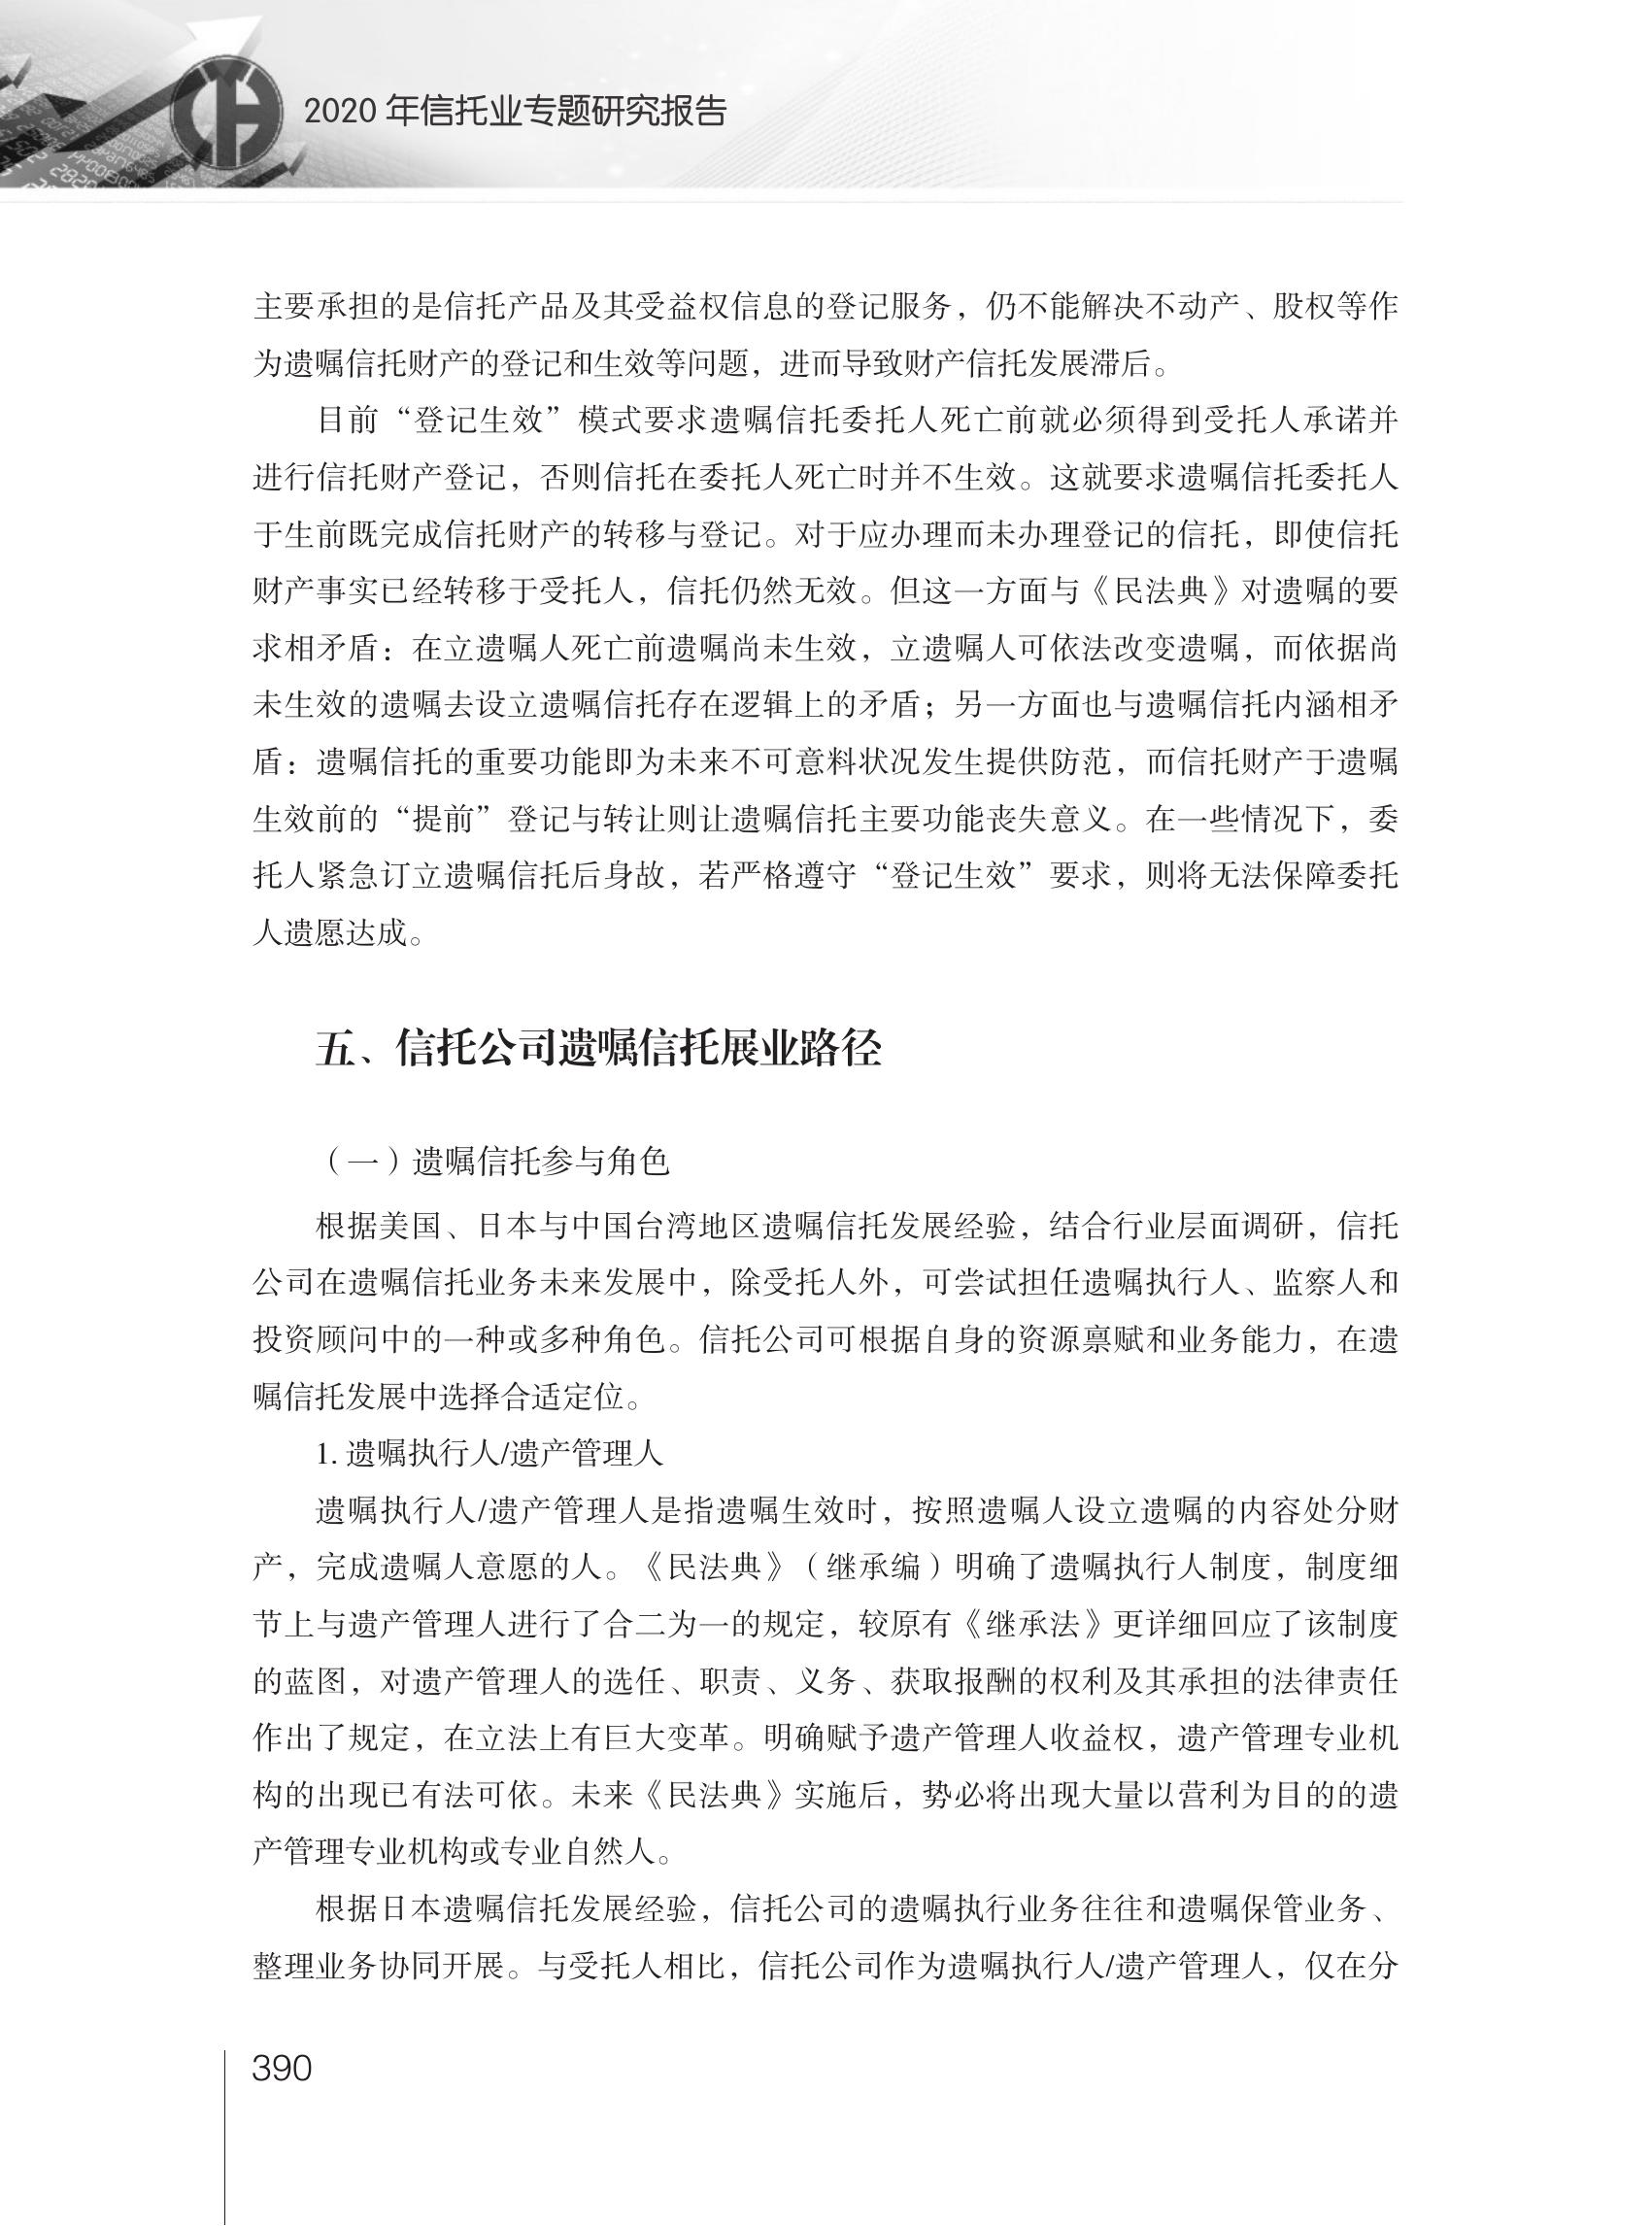 2020 年信托业专题研究报告
主要承担的是信托产品及其受益权信息的登记服务，仍不能解决不动产、股权等作
为遗嘱信托财产的登记和生效等问题，进而导致财产信托发展滞后。
目前“登记生效”模式要求遗嘱信托委托人死亡前就必须得到受托人承诺并
进行信托财产登记，否则信托在委托人死亡时并不生效。这就要求遗嘱信托委托人
于生前既完成信托财产的转移与登记。对于应办理而未办理登记的信托，即使信托
财产事实已经转移于受托人，信托仍然无效。但这一方面与《民法典》对遗嘱的要
求相矛盾：在立遗嘱人死亡前遗嘱尚未生效，立遗嘱人可依法改变遗嘱，而依据尚
未生效的遗嘱去设立遗嘱信托存在逻辑上的矛盾；另一方面也与遗嘱信托内涵相矛
盾：遗嘱信托的重要功能即为未来不可意料状况发生提供防范，而信托财产于遗嘱
生效前的“提前”登记与转让则让遗嘱信托主要功能丧失意义。在一些情况下，委
托人紧急订立遗嘱信托后身故，若严格遵守“登记生效”要求，则将无法保障委托
人遗愿达成。
五、信托公司遗嘱信托展业路径
（一）遗嘱信托参与角色
根据美国、日本与中国台湾地区遗嘱信托发展经验，结合行业层面调研，信托
公司在遗嘱信托业务未来发展中，除受托人外，可尝试担任遗嘱执行人、监察人和
投资顾问中的一种或多种角色。信托公司可根据自身的资源禀赋和业务能力，在遗
嘱信托发展中选择合适定位。
1. 遗嘱执行人/遗产管理人
遗嘱执行人/遗产管理人是指遗嘱生效时，按照遗嘱人设立遗嘱的内容处分财
产，完成遗嘱人意愿的人。《民法典》（继承编）明确了遗嘱执行人制度，制度细
节上与遗产管理人进行了合二为一的规定，较原有《继承法》更详细回应了该制度
的蓝图，对遗产管理人的选任、职责、义务、获取报酬的权利及其承担的法律责任
作出了规定，在立法上有巨大变革。明确赋予遗产管理人收益权，遗产管理专业机
构的出现已有法可依。未来《民法典》实施后，势必将出现大量以营利为目的的遗
产管理专业机构或专业自然人。
根据日本遗嘱信托发展经验，信托公司的遗嘱执行业务往往和遗嘱保管业务、
整理业务协同开展。与受托人相比，信托公司作为遗嘱执行人/遗产管理人，仅在分
390